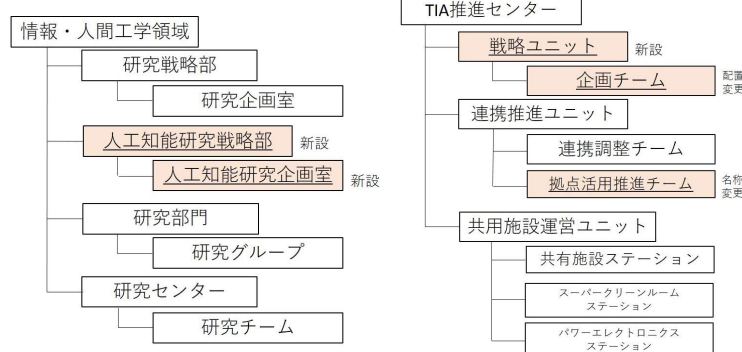 情報・人間工学領域
研究戦略部
研究企画室
人工知能研究戦略部 新設
人工知能研究企画室 新設
研究部門
研究グループ
研究センター
研究チーム
TIA推進センター
戦略ユニット 新設
企画チーム 配置
変更
連携推進ユニット
連携調整チーム
拠点活用推進チーム 名称
変更
共用施設運営ユニット
共有施設ステーション
スーパークリーンルーム
ステーション
パワーエレクトロニクス
ステーション